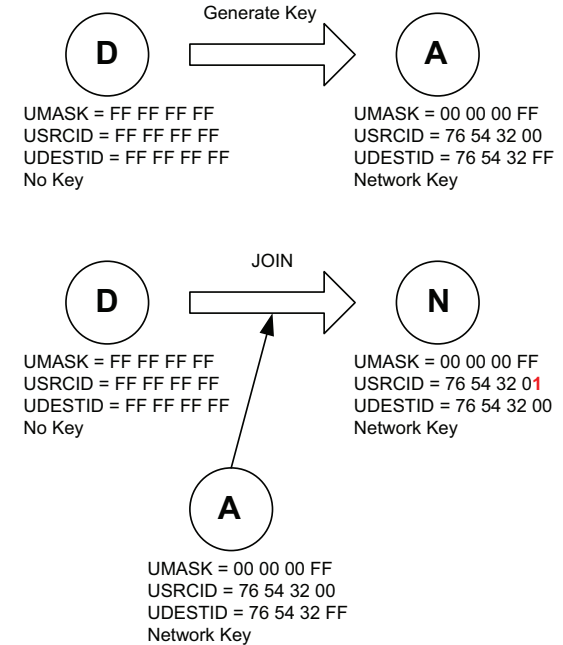 Generate Key
D
A
UMASK = FF FF FF FF
USRCID = FF FF FF FF
UDESTID = FF FF FF FF
No Key
UMASK = 00 00 00 FF
USRCID = 76 54 32 00
UDESTID = 76 54 32 FF
Network Key
JOIN
D
N
UMASK = FF FF FF FF
USRCID = FF FF FF FF
UDESTID = FF FF FF FF
No Key
UMASK = 00 00 00 FF
USRCID = 76 54 32 01
UDESTID = 76 54 32 00
Network Key
A
UMASK = 00 00 00 FF
USRCID = 76 54 32 00
UDESTID = 76 54 32 FF
Network Key